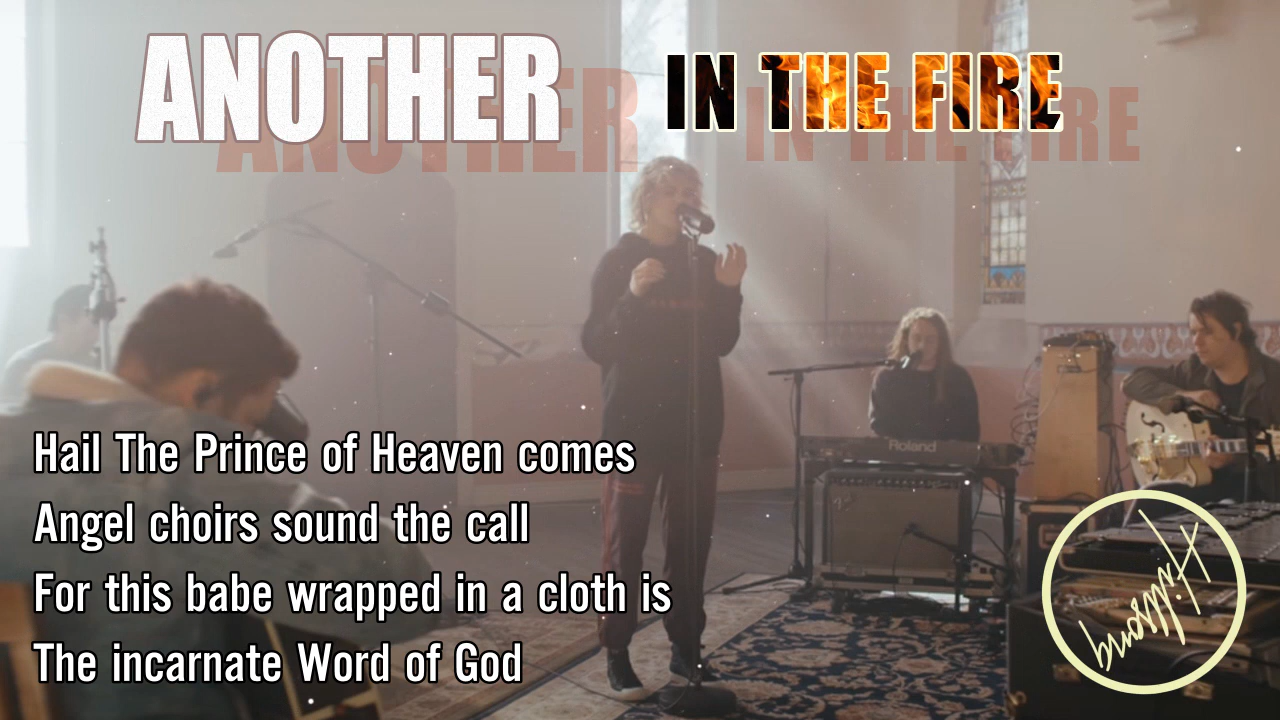 ANOTHER IN THE FIRE
Roland
Hail The Prince of Heaven comes
Angel choirs sound the call
For this babe wrapped in a cloth is
The incarnate Word of God
Hillsong